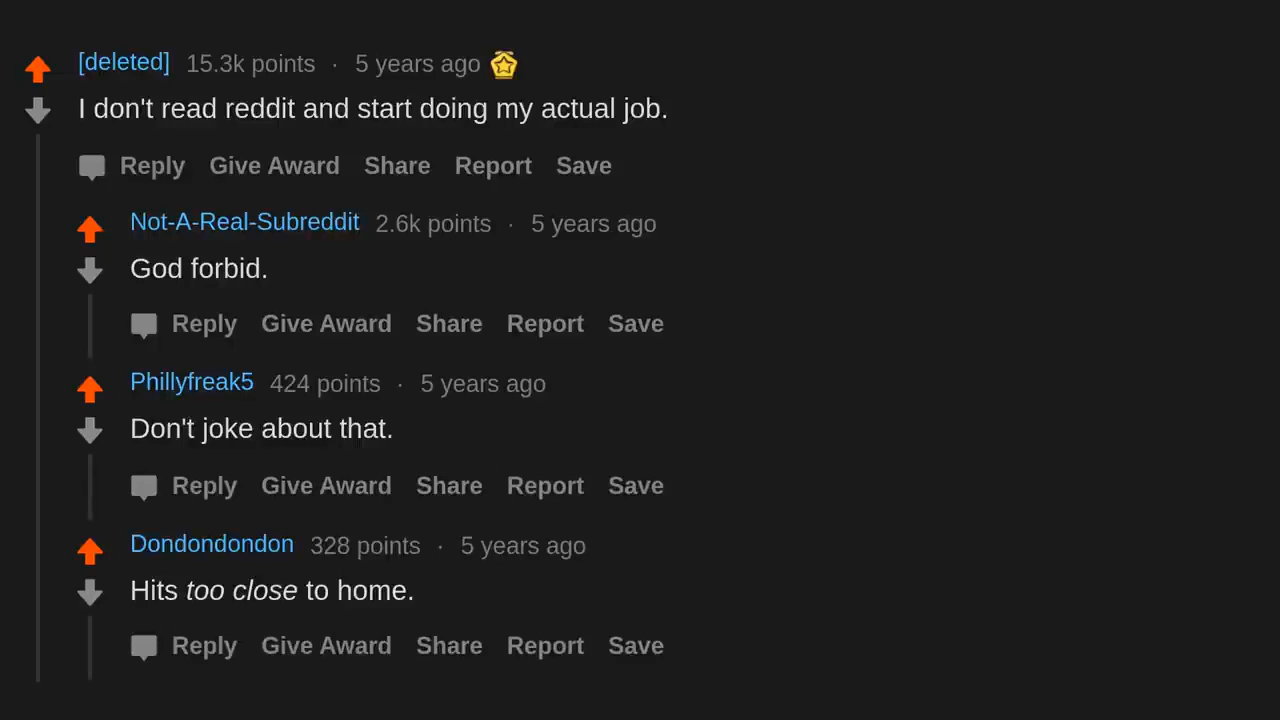 [deleted] 15.3k points · 5 years ago
I don't read reddit and start doing my actual job.
Reply Give Award Share Report Save
Not-A-Real-Subreddit 2.6k points · 5 years ago
God forbid.
Reply Give Award Share Report Save
Phillyfreak5 424 points · 5 years ago
Don't joke about that.
Reply Give Award Share Report Save
Dondondondon 328 points · 5 years ago
Hits too close to home.
Reply Give Award Share Report Save